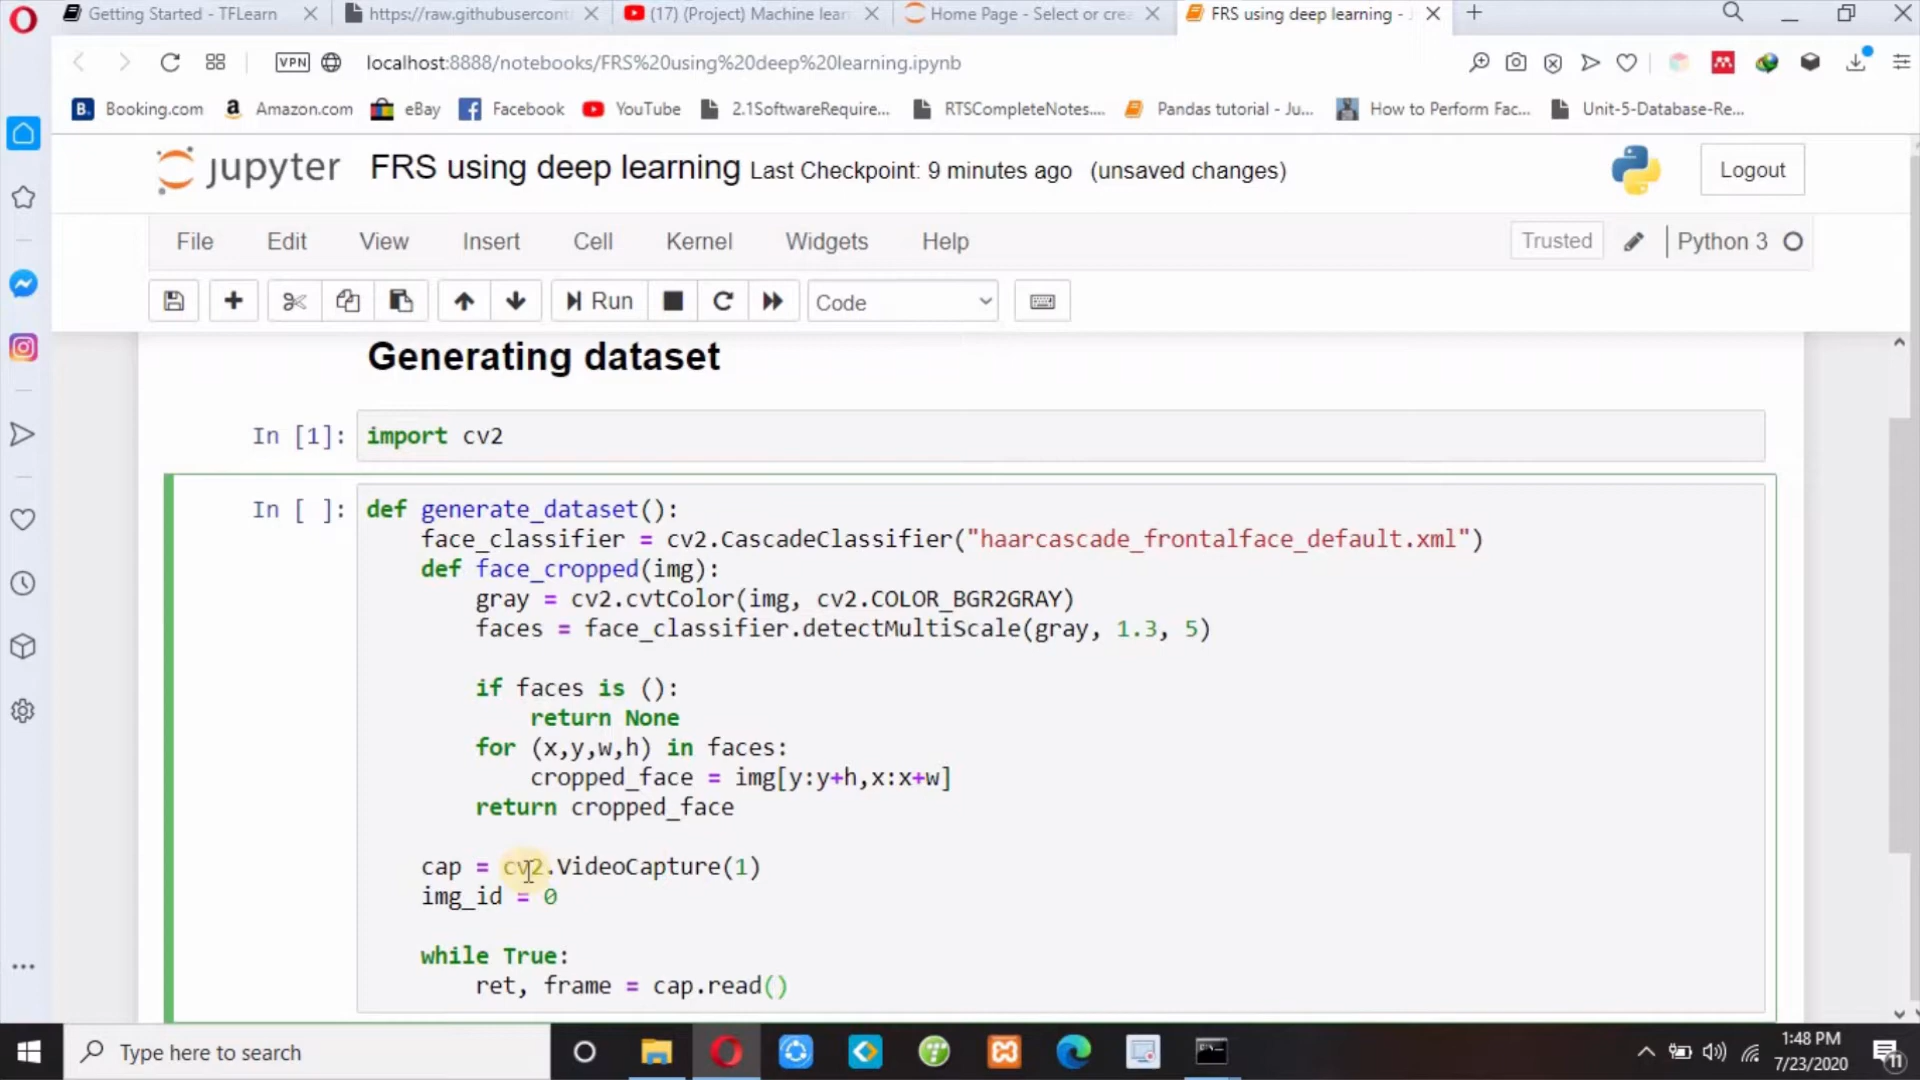 Getting Started - TFLearn
https://raw.githubusercont
(17) (Project) Machine lear
Home Page - Select or crea
FRS using deep learning - J
VPN
localhost:8888/notebooks/FRS%20using%20deep%20learning.ipynb
B. Booking.com
a Amazon.com
eBay
Facebook
YouTube
2.1SoftwareRequire...
RTSCompleteNotes....
Pandas tutorial - Ju...
How to Perform Fac...
Unit-5-Database-Re...
jupyter FRS using deep learning Last Checkpoint: 9 minutes ago (unsaved changes)
Logout
File Edit View Insert Cell Kernel Widgets Help
Trusted
Python 3
Run
Code
Generating dataset
In [1]: import cv2
In [ ]: def generate_dataset():
face_classifier = cv2.CascadeClassifier("haarcascade_frontalface_default.xml")
def face_cropped(img):
gray = cv2.cvtColor(img, cv2.COLOR_BGR2GRAY)
faces = face_classifier.detectMultiScale(gray, 1.3, 5)
if faces is ():
return None
for (x,y,w,h) in faces:
cropped_face = img[y:y+h,x:x+w]
return cropped_face
cap = cv2.VideoCapture(1)
img_id = 0
while True:
ret, frame = cap.read()
Type here to search
1:48 PM
7/23/2020
11